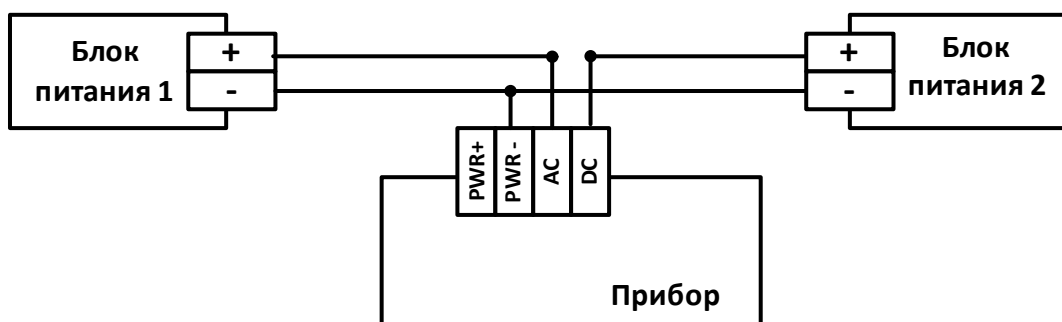 Блок
питания 1
+
-
+
-
Блок
питания 2
PWR+
PWR -
AC
DC
Прибор